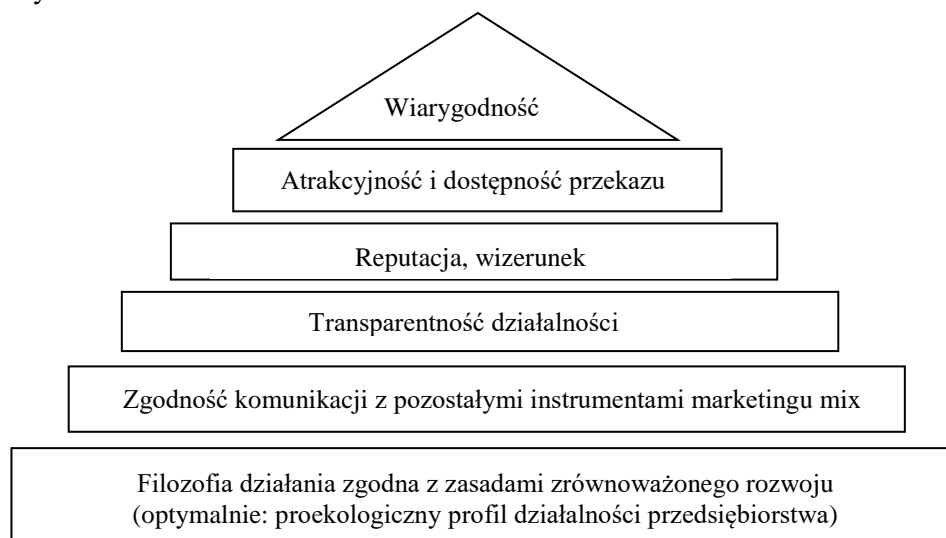 Wiarygodność
Atrakcyjność i dostępność przekazu
Reputacja, wizerunek
Transparentność działalności
Zgodność komunikacji z pozostałymi instrumentami marketingu mix
Filozofia działania zgodna z zasadami zrównoważonego rozwoju
(optymalnie: proekologiczny profil działalności przedsiębiorstwa)